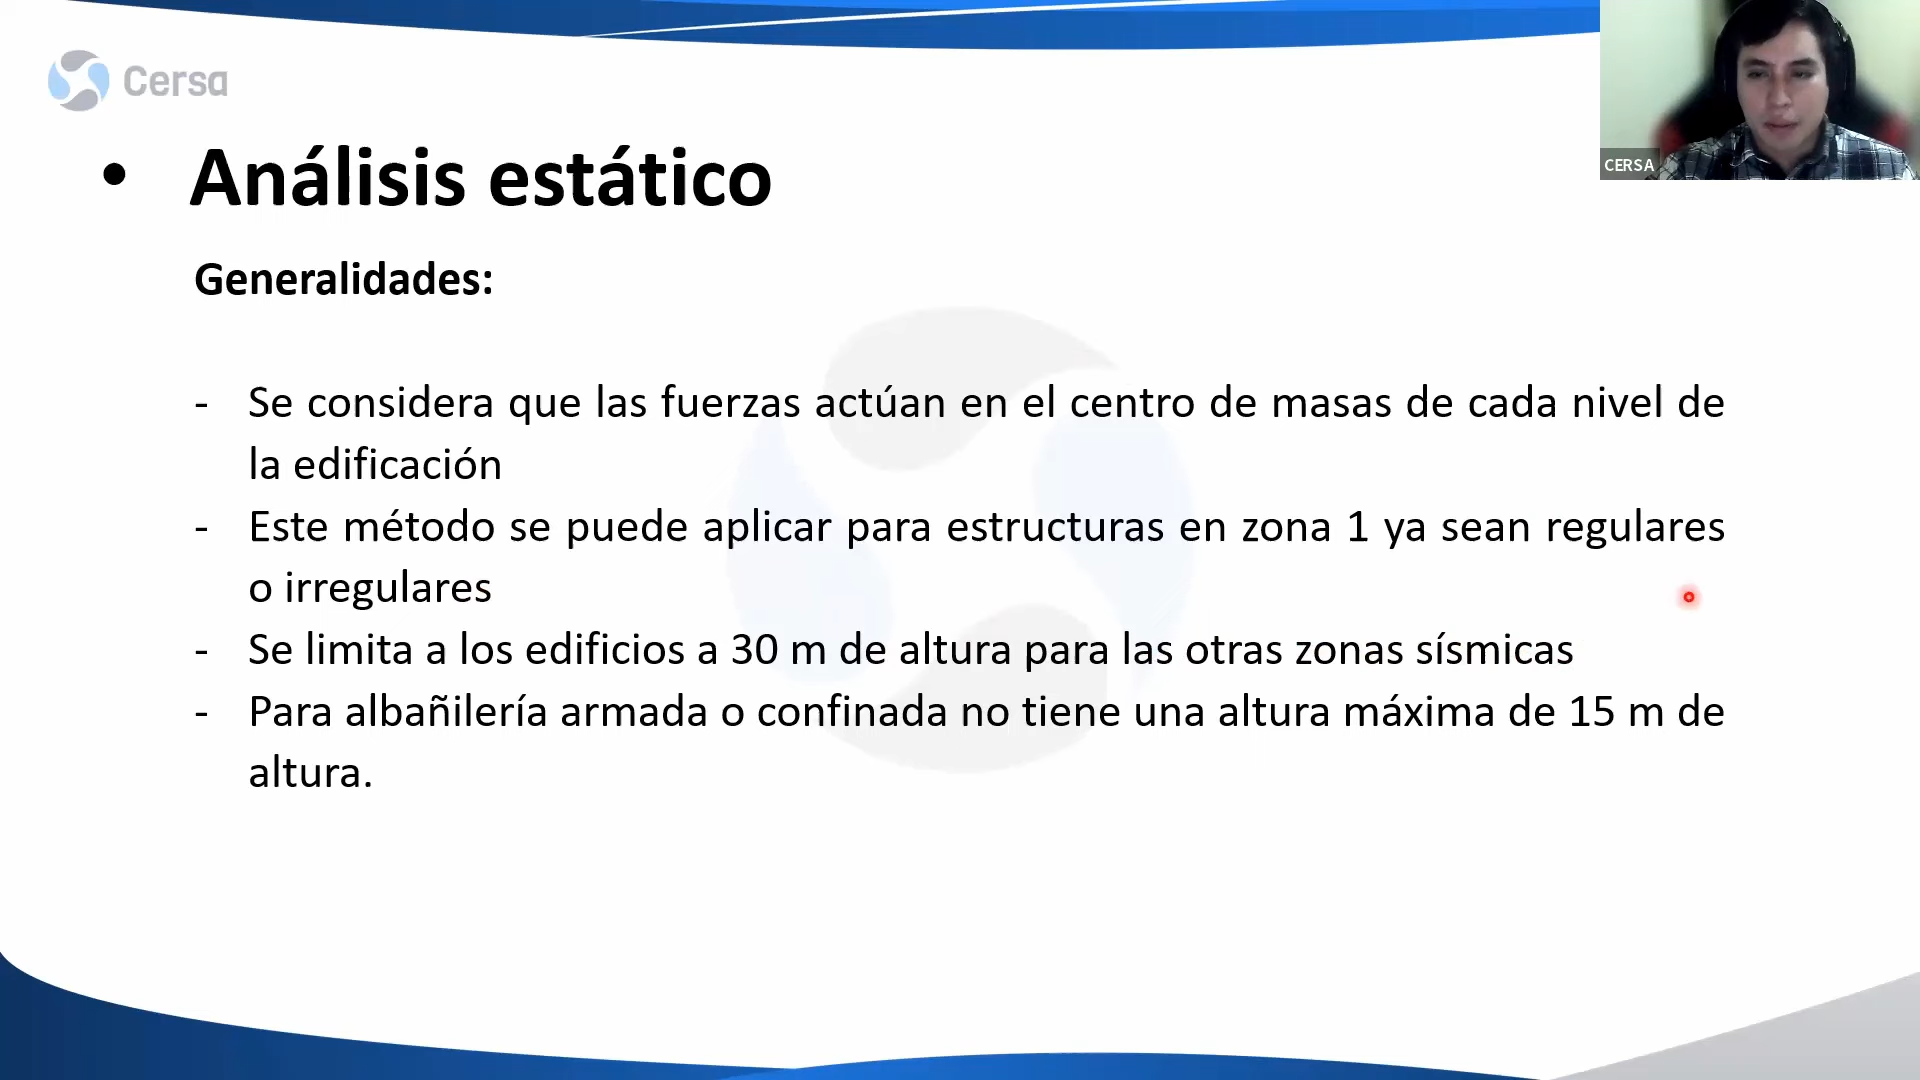 Cersa
CERSA
• Análisis estático
Generalidades:
- Se considera que las fuerzas actúan en el centro de masas de cada nivel de
la edificación
- Este método se puede aplicar para estructuras en zona 1 ya sean regulares
o irregulares
- Se limita a los edificios a 30 m de altura para las otras zonas sísmicas
- Para albañilería armada o confinada no tiene una altura máxima de 15 m de
altura.